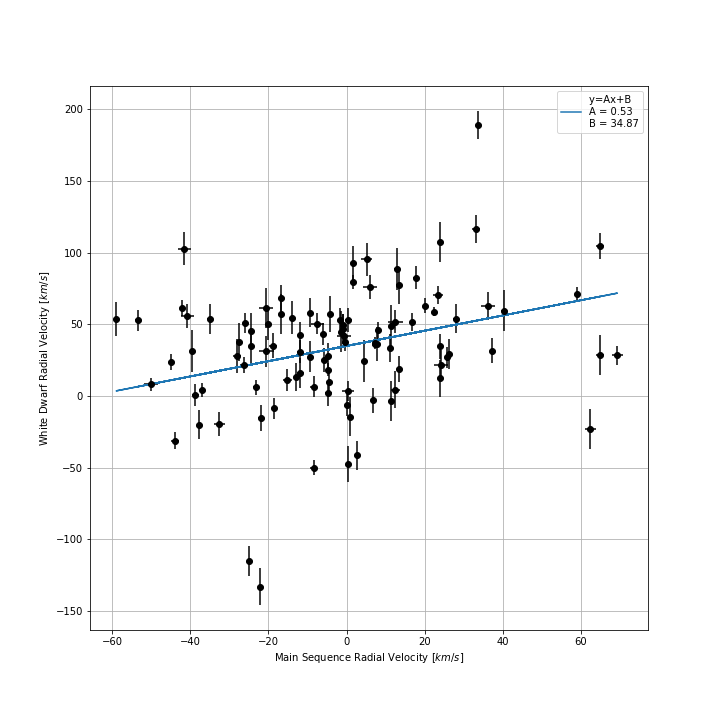 y=Ax+B
A = 0.53
B = 34.87
200
150
100
50
0
−50
−100
−150
White Dwarf Radial Velocity [km/s]
−60 −40 −20 0 20 40 60
Main Sequence Radial Velocity [km/s]